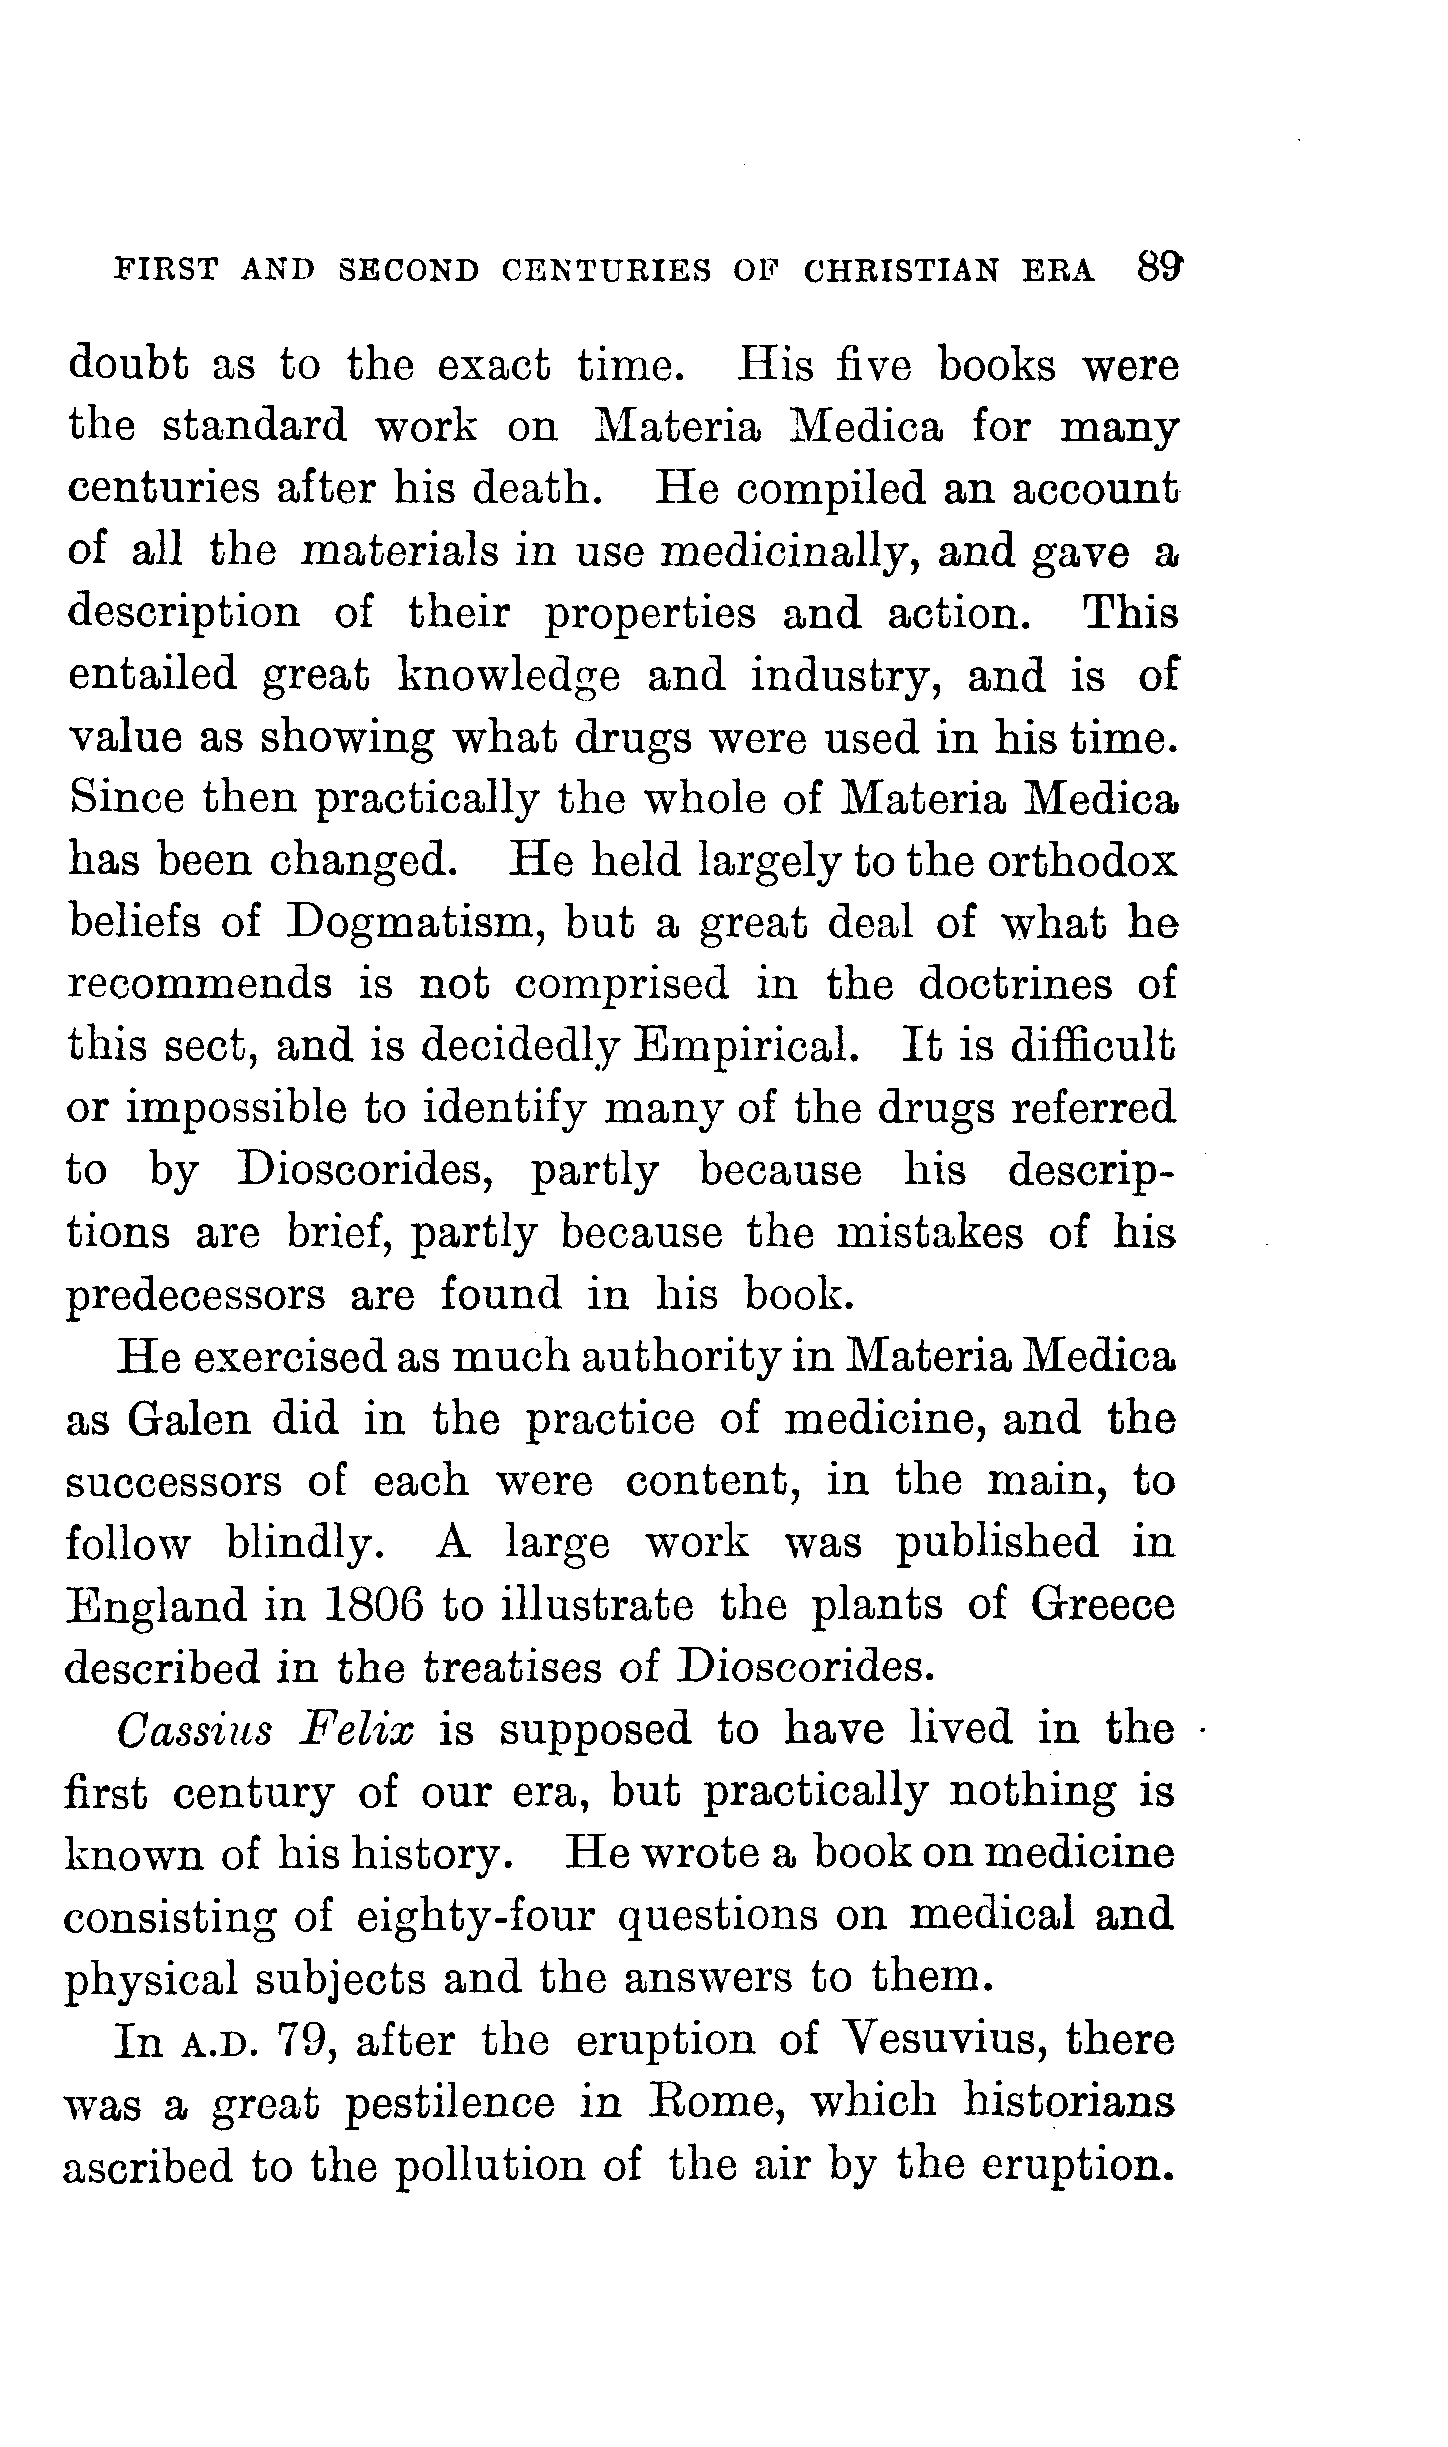 FIRST AND SECOND CENTURIES OF CHRISTIAN ERA 89
doubt as to the exact time. His five books were
the standard work on Materia Medica for many
centuries after his death. He compiled an account
of all the materials in use medicinally, and gave a
description of their properties and action. This
entailed great knowledge and industry, and is of
value as showing what drugs were used in his time.
Since then practically the whole of Materia Medica
has been changed. He held largely to the orthodox
beliefs of Dogmatism, but a great deal of what he
recommends is not comprised in the doctrines of
this sect, and is decidedly Empirical. It is difficult
or impossible to identify many of the drugs referred
to by Dioscorides, partly because his descrip-
tions are brief, partly because the mistakes of his
predecessors are found in his book.
He exercised as much authority in Materia Medica
as Galen did in the practice of medicine, and the
successors of each were content, in the main, to
follow blindly. A large work was published in
England in 1806 to illustrate the plants of Greece
described in the treatises of Dioscorides.
Cassius Felix is supposed to have lived in the
first century of our era, but practically nothing is
known of his history. He wrote a book on medicine
consisting of eighty-four questions on medical and
physical subjects and the answers to them.
In A.D. 79, after the eruption of Vesuvius, there
was a great pestilence in Rome, which historians
ascribed to the pollution of the air by the eruption.